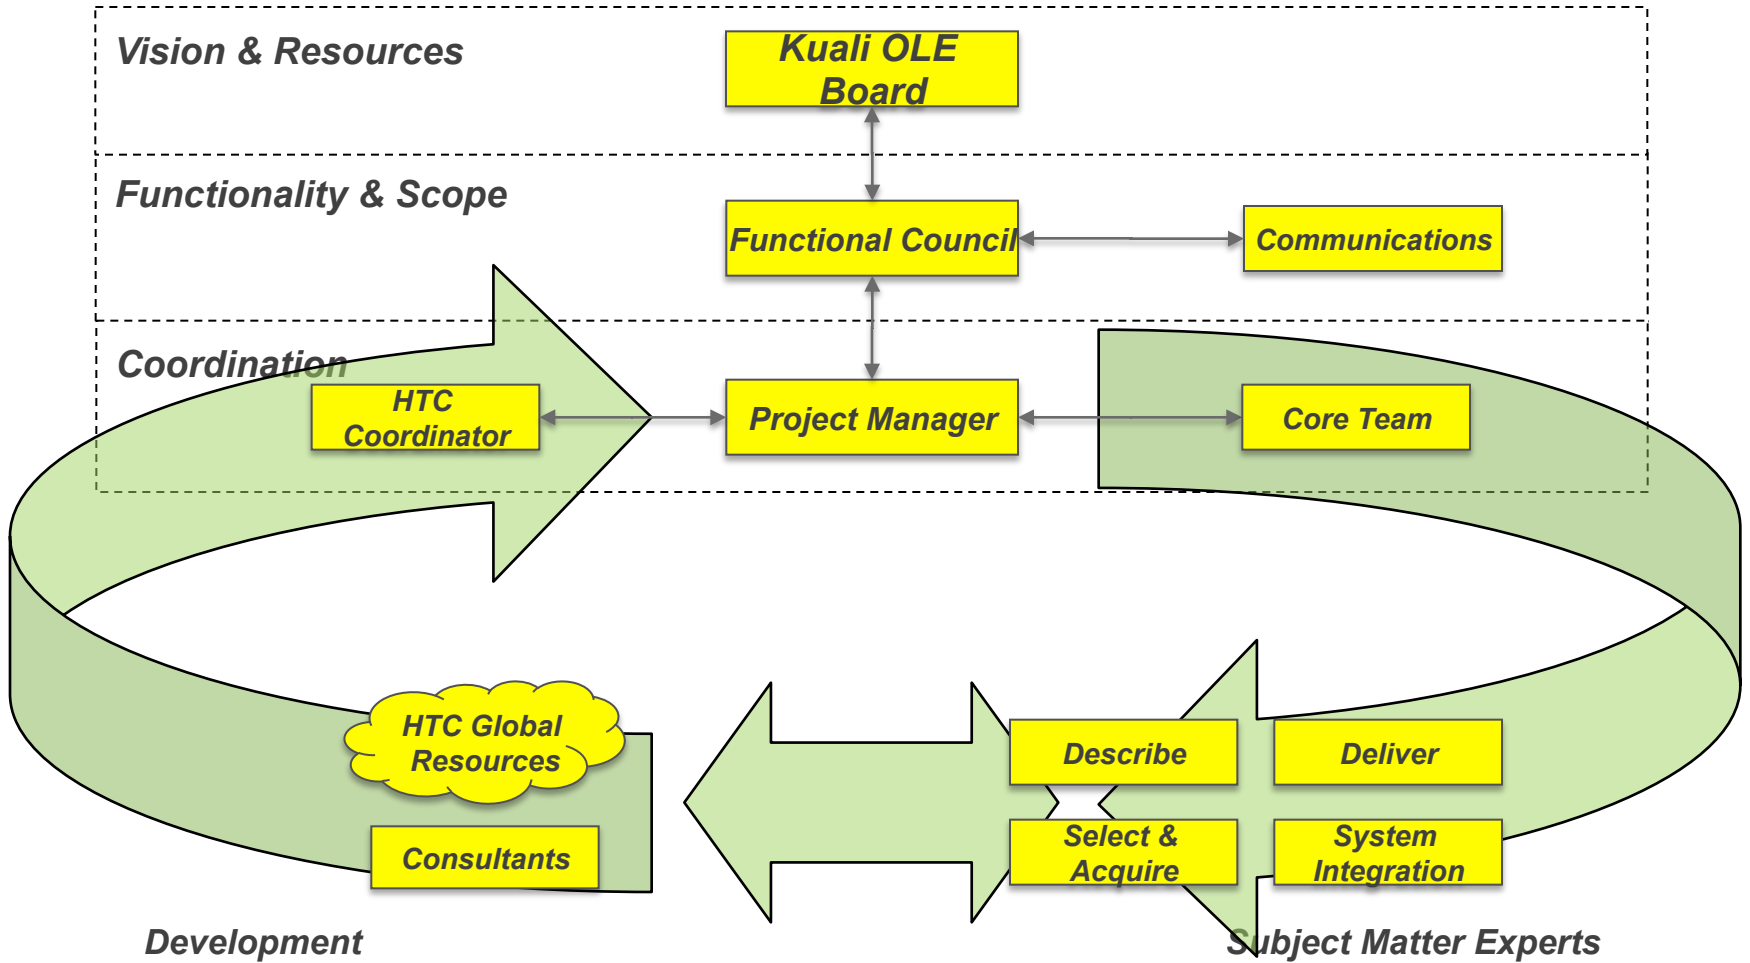 Vision & Resources
Kuali OLE
Board
Functionality & Scope
Functional Council
Communications
Coordination
HTC
Coordinator
Project Manager
Core Team
HTC Global
Resources
Describe
Deliver
Consultants
Select &
Acquire
System
Integration
Development
Subject Matter Experts